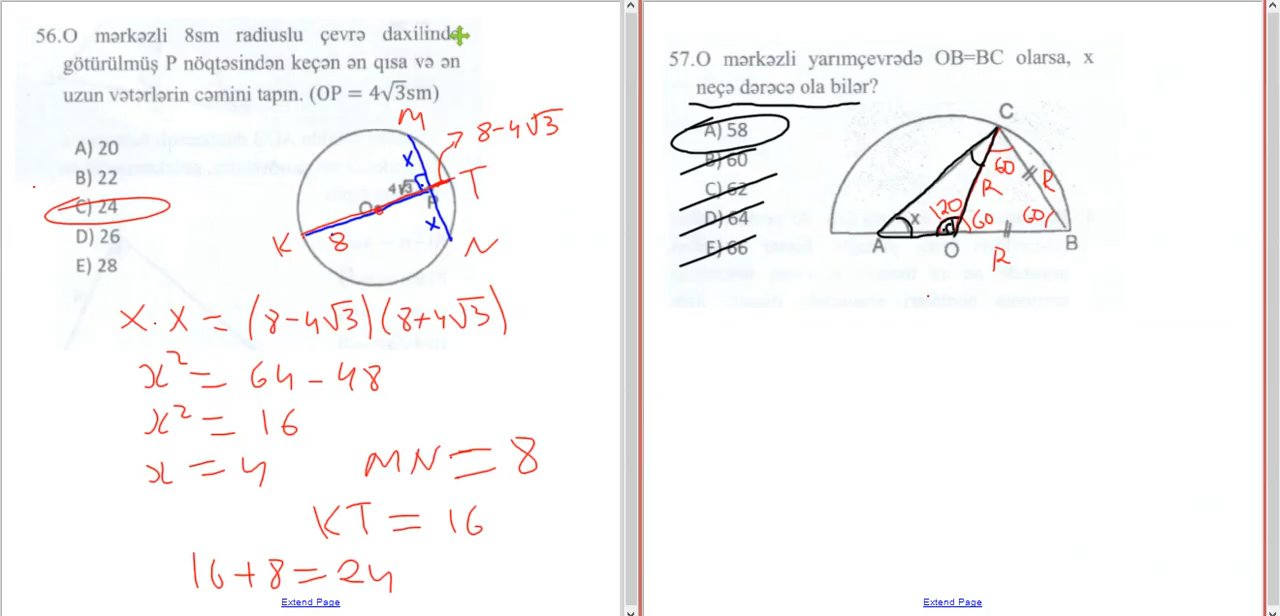 56.O mərkəzli 8sm radiuslu çevrə daxilində
götürülmüş P nöqtəsindən keçən ən qısa və ən
uzun vətərlərin cəmini tapın. (OP = 4√3sm)
A) 20
B) 22
C) 24
D) 26
E) 28
M
8-4√3
x
T
4√3
O
P
x
K
8
N
x·x = (8-4√3)(8+4√3)
x² = 64-48
x² = 16
x = 4
MN = 8
KT = 16
16+8=24
Extend Page
57.O mərkəzli yarımçevrədə OB=BC olarsa, x
neçə dərəcə ola bilər?
A) 58
B) 60
C) 62
D) 64
E) 66
C
60
R
R
120
x
60
60
A
O
B
R
Extend Page